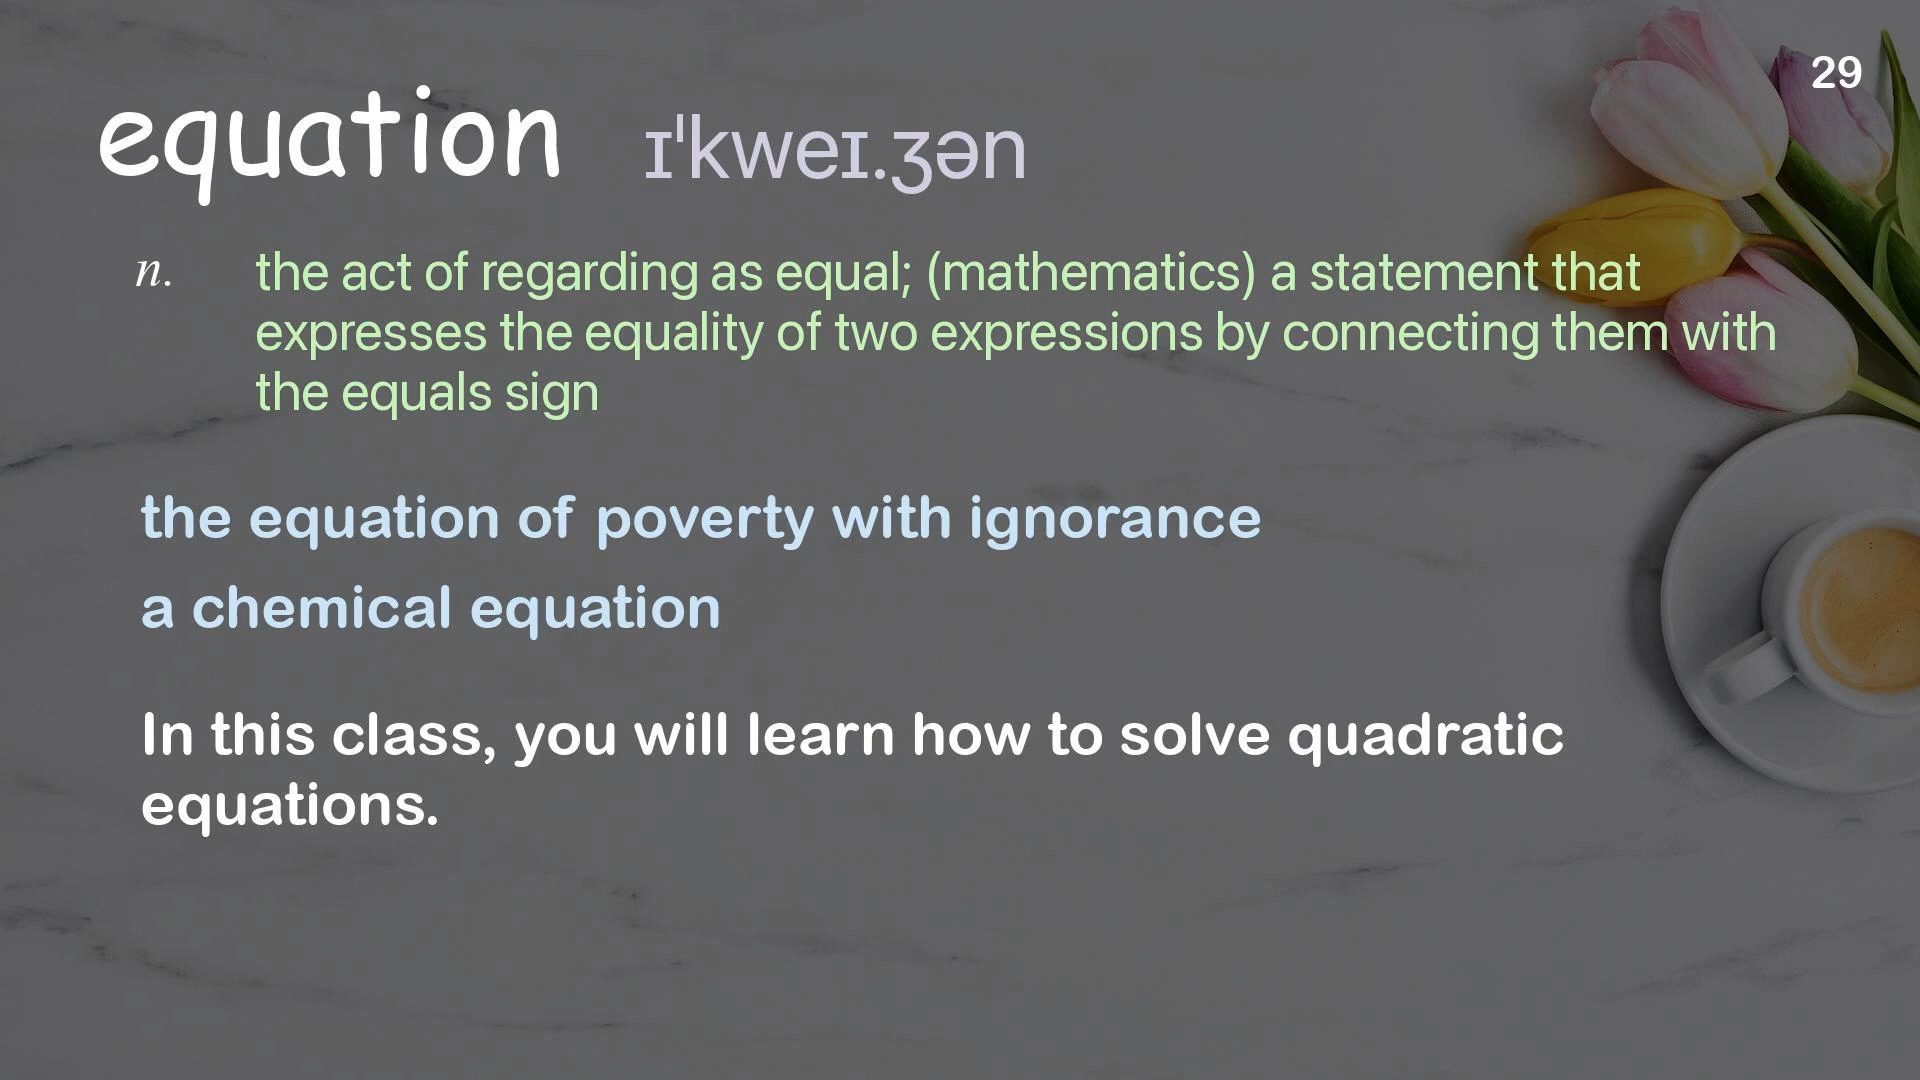 29
equation ɪˈkweɪ.ʒən
n. the act of regarding as equal; (mathematics) a statement that
expresses the equality of two expressions by connecting them with
the equals sign
the equation of poverty with ignorance
a chemical equation
In this class, you will learn how to solve quadratic
equations.